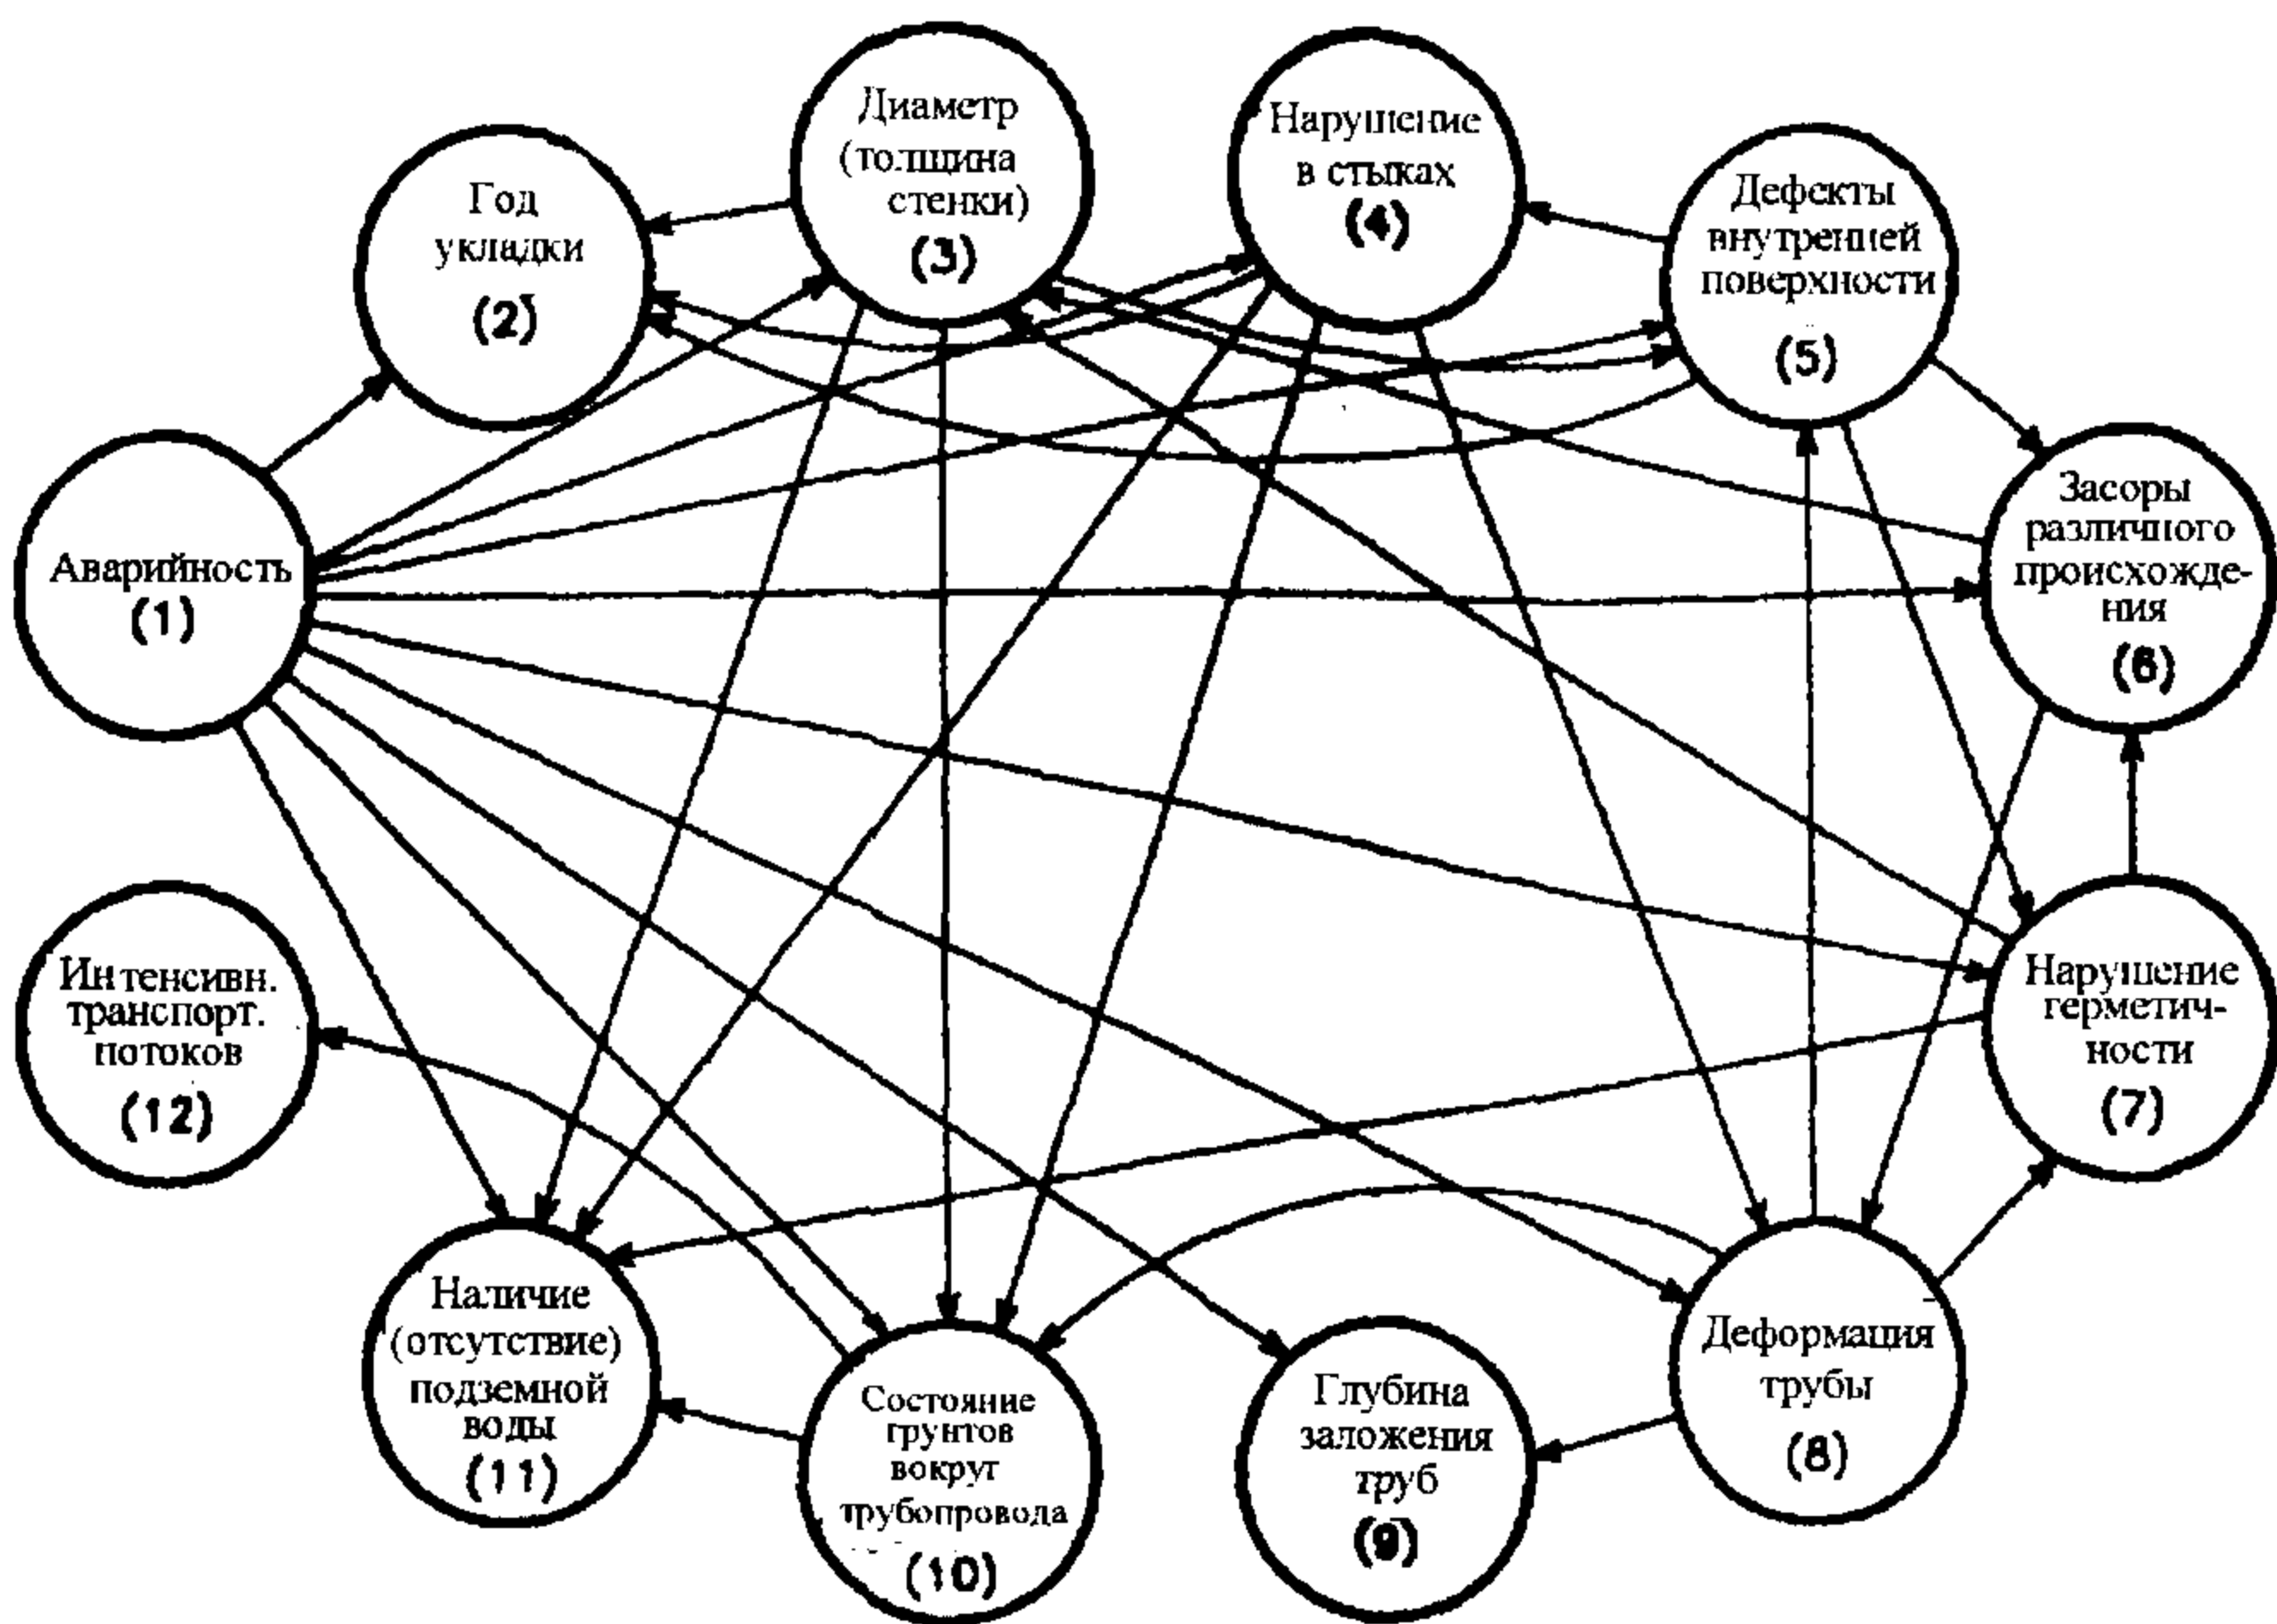 Аварийность
(1)
Год
укладки
(2)
Диаметр
(толщина
стенки)
(3)
Нарушение
в стыках
(4)
Дефекты
внутренней
поверхности
(5)
Засоры
различного
происхожде-
ния
(6)
Нарушение
герметич-
ности
(7)
Деформация
трубы
(8)
Глубина
заложения
труб
(9)
Состояние
грунтов
вокруг
трубопровода
(10)
Наличие
(отсутствие)
подземной
воды
(11)
Интенсивн.
транспорт.
потоков
(12)